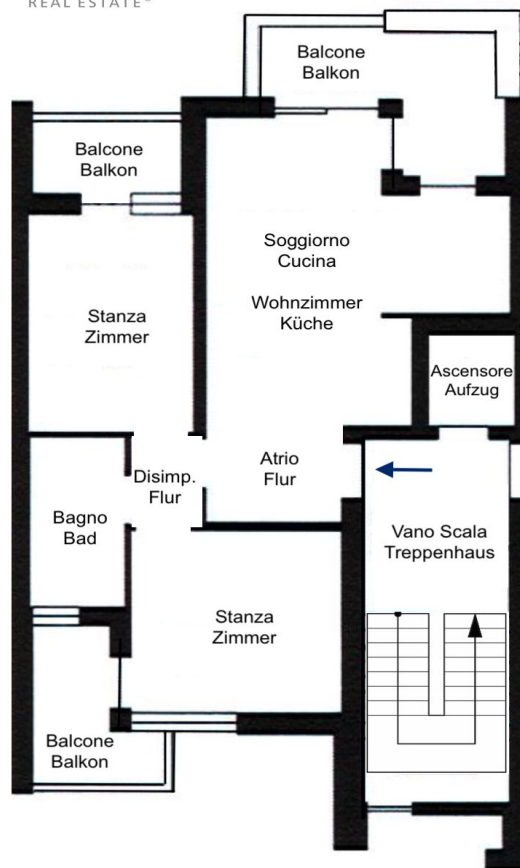 REAL ESTATE
Balcone
Balkon
Balcone
Balkon
Soggiorno
Cucina
Wohnzimmer
Küche
Stanza
Zimmer
Ascensore
Aufzug
Disimp.
Flur
Atrio
Flur
Bagno
Bad
Vano Scala
Treppenhaus
Stanza
Zimmer
Balcone
Balkon